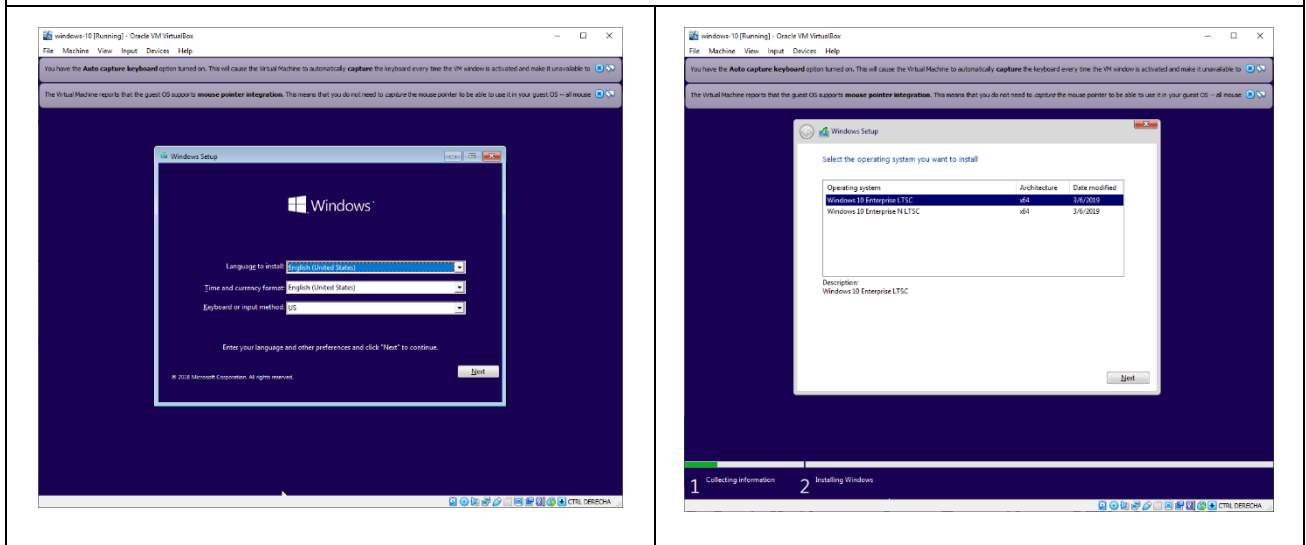 windows-10 [Running] - Oracle VM VirtualBox
File Machine View Input Devices Help
You have the Auto capture keyboard option turned on. This will cause the Virtual Machine to automatically capture the keyboard every time the VM window is activated and make it unavailable to
The Virtual Machine reports that the guest OS supports mouse pointer integration. This means that you do not need to capture the mouse pointer to be able to use it in your guest OS -- all mouse
Windows Setup
Windows
Language to install: English (United States)
Time and currency format: English (United States)
Keyboard or input method: US
Enter your language and other preferences and click "Next" to continue.
© 2018 Microsoft Corporation. All rights reserved.
Next
CTRL DERECHA
windows-10 [Running] - Oracle VM VirtualBox
File Machine View Input Devices Help
You have the Auto capture keyboard option turned on. This will cause the Virtual Machine to automatically capture the keyboard every time the VM window is activated and make it unavailable to
The Virtual Machine reports that the guest OS supports mouse pointer integration. This means that you do not need to capture the mouse pointer to be able to use it in your guest OS -- all mouse
Windows Setup
Select the operating system you want to install
Operating system Architecture Date modified
Windows 10 Enterprise LTSC x64 3/6/2019
Windows 10 Enterprise N LTSC x64 3/6/2019
Description:
Windows 10 Enterprise LTSC
Next
1 Collecting information 2 Installing Windows
CTRL DERECHA